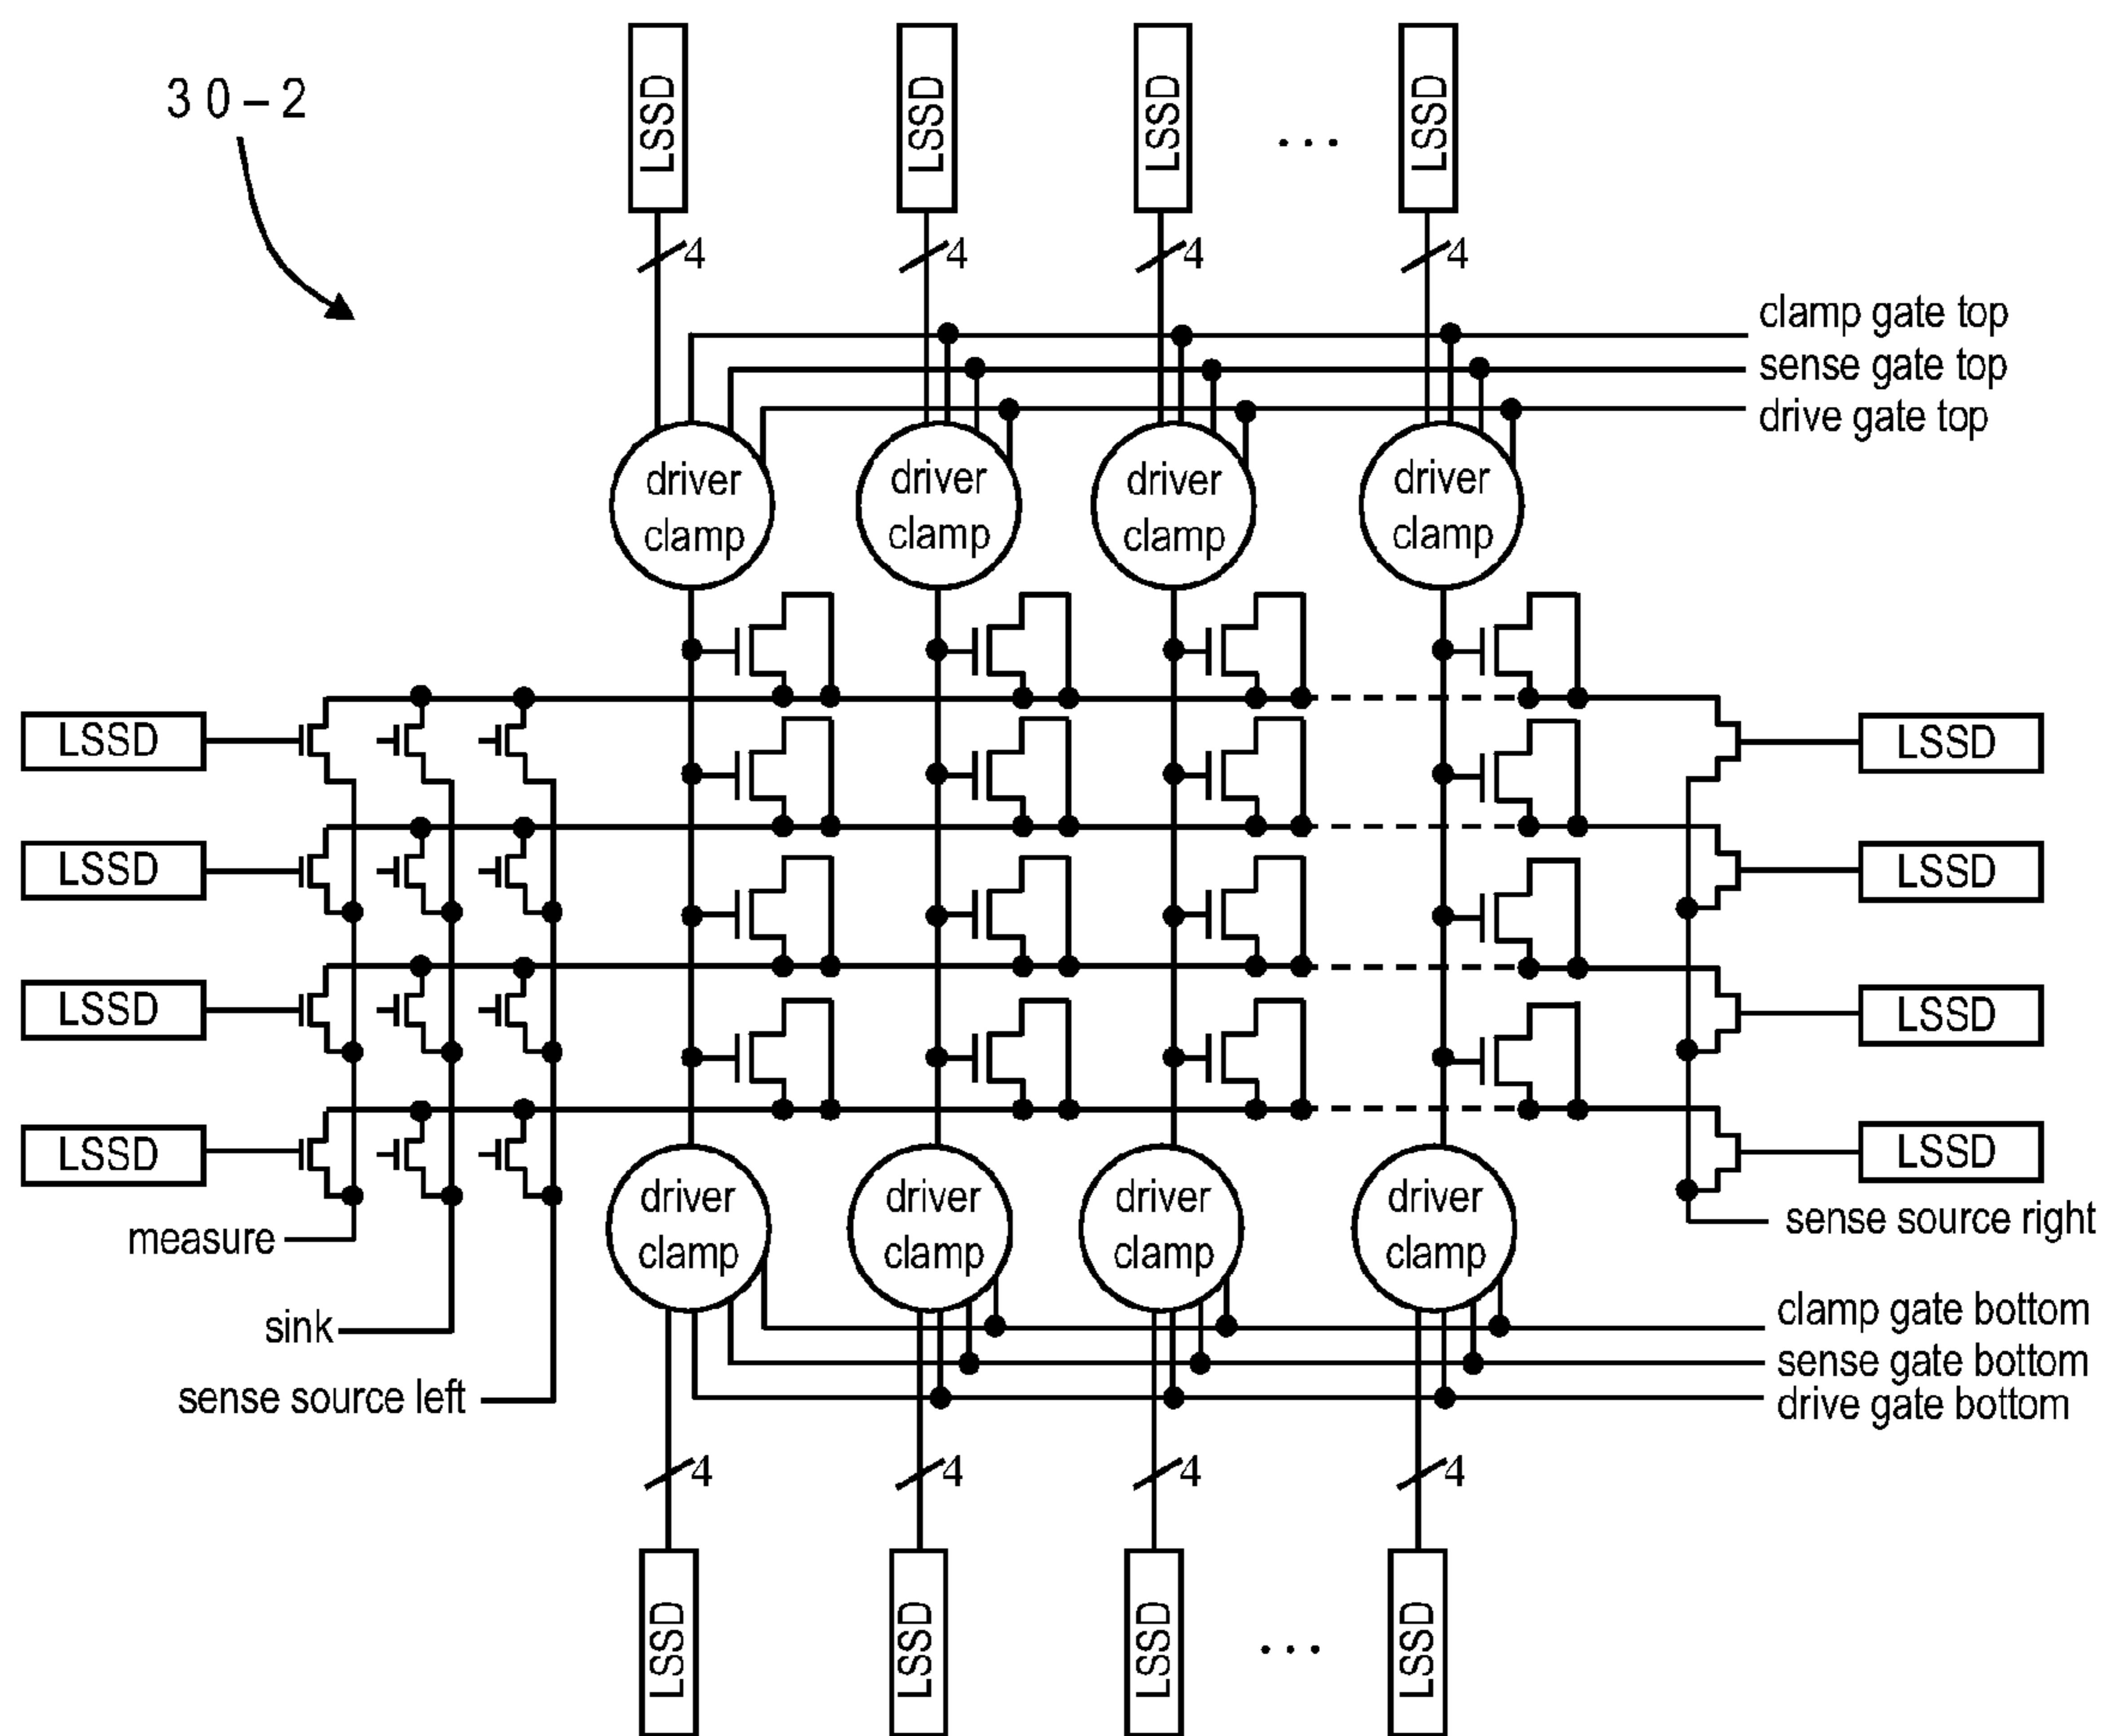 30-2
LSSD
LSSD
LSSD
...
LSSD
4
4
4
4
clamp gate top
sense gate top
drive gate top
driver
clamp
driver
clamp
driver
clamp
driver
clamp
LSSD
LSSD
LSSD
LSSD
LSSD
LSSD
LSSD
LSSD
driver
clamp
driver
clamp
driver
clamp
driver
clamp
measure
sense source right
sink
clamp gate bottom
sense gate bottom
sense source left
drive gate bottom
4
4
4
4
LSSD
LSSD
LSSD
...
LSSD